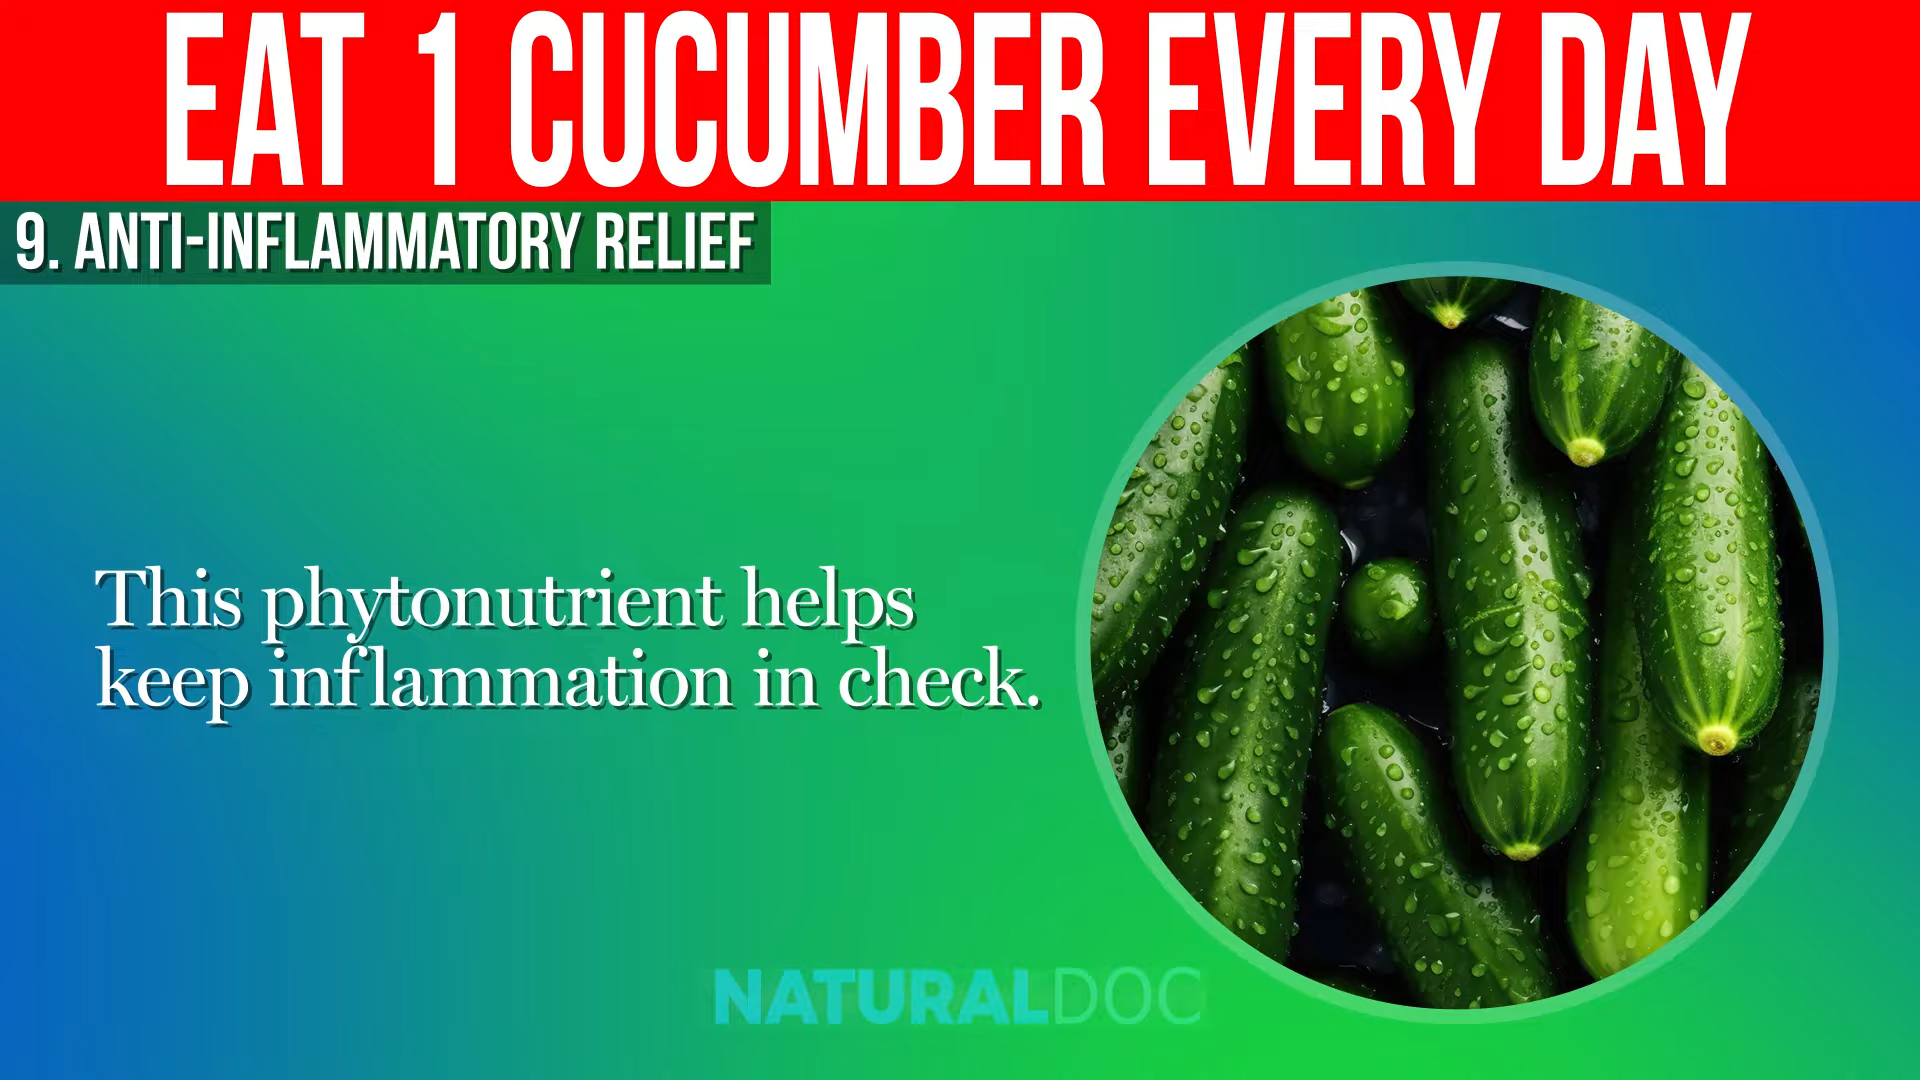 EAT 1 CUCUMBER EVERY DAY
9. ANTI-INFLAMMATORY RELIEF
This phytonutrient helps
keep inflammation in check.
NATURALDOC